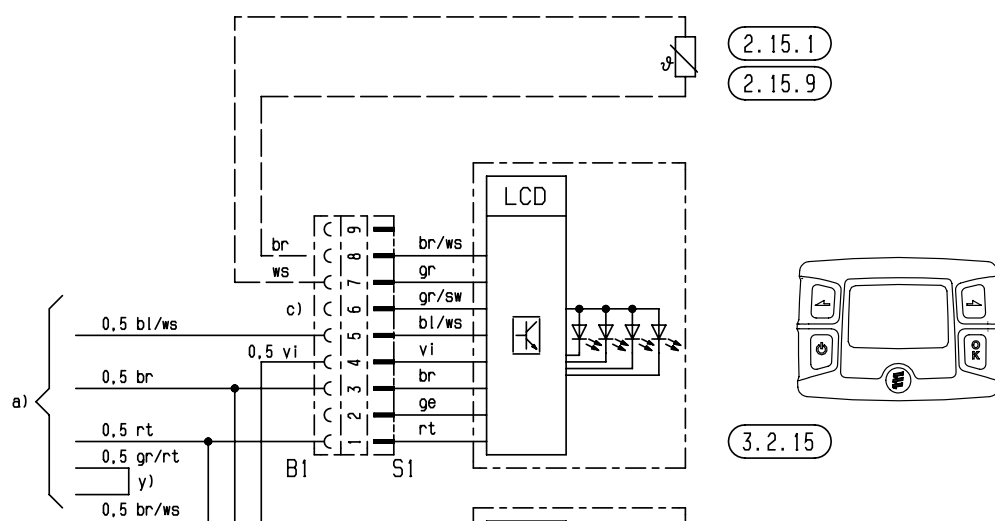 2.15.1
ϑ
2.15.9
LCD
9
br
8
br/ws
ws
7
gr
c)
6
gr/sw
0,5 bl/ws
5
bl/ws
0,5 vi
4
vi
0,5 br
3
br
a)
2
ge
0,5 rt
1
rt
OK
3.2.15
0,5 gr/rt
B1
S1
y)
0,5 br/ws